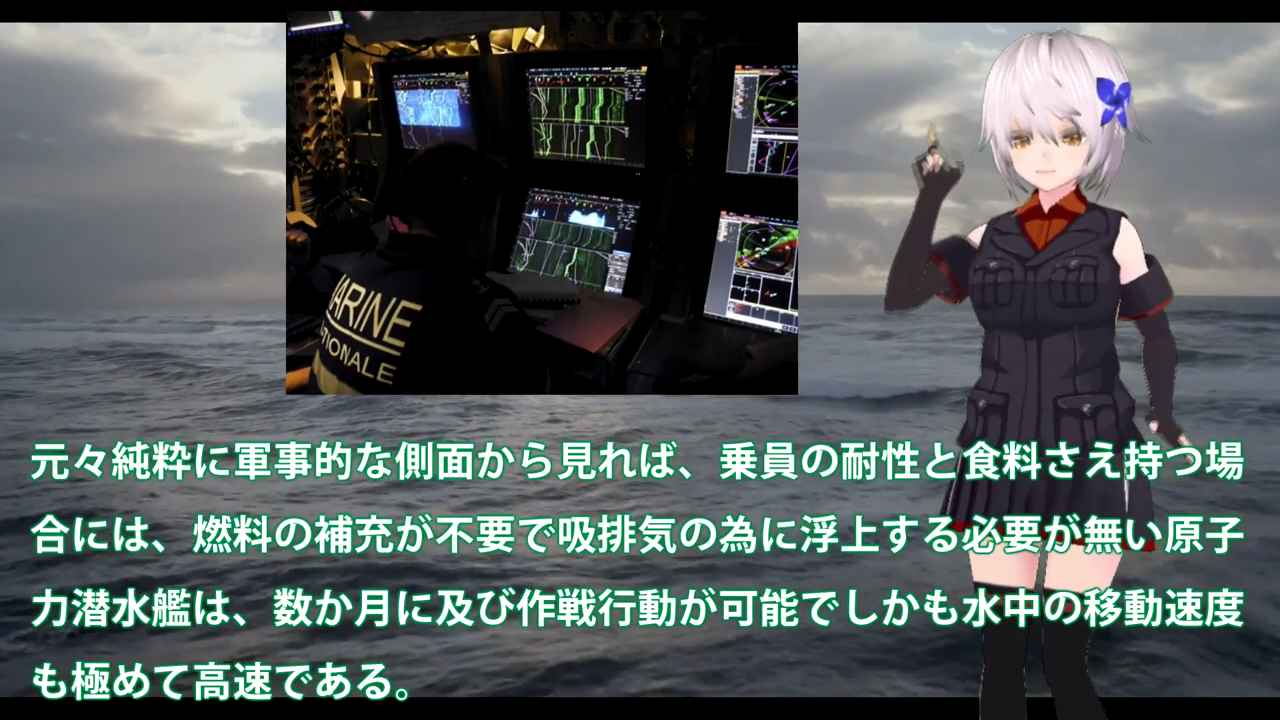 MARINE
NATIONALE
元々純粋に軍事的な側面から見れば、乗員の耐性と食料さえ持つ場
合には、燃料の補充が不要で吸排気の為に浮上する必要が無い原子
力潜水艦は、数か月に及び作戦行動が可能でしかも水中の移動速度
も極めて高速である。